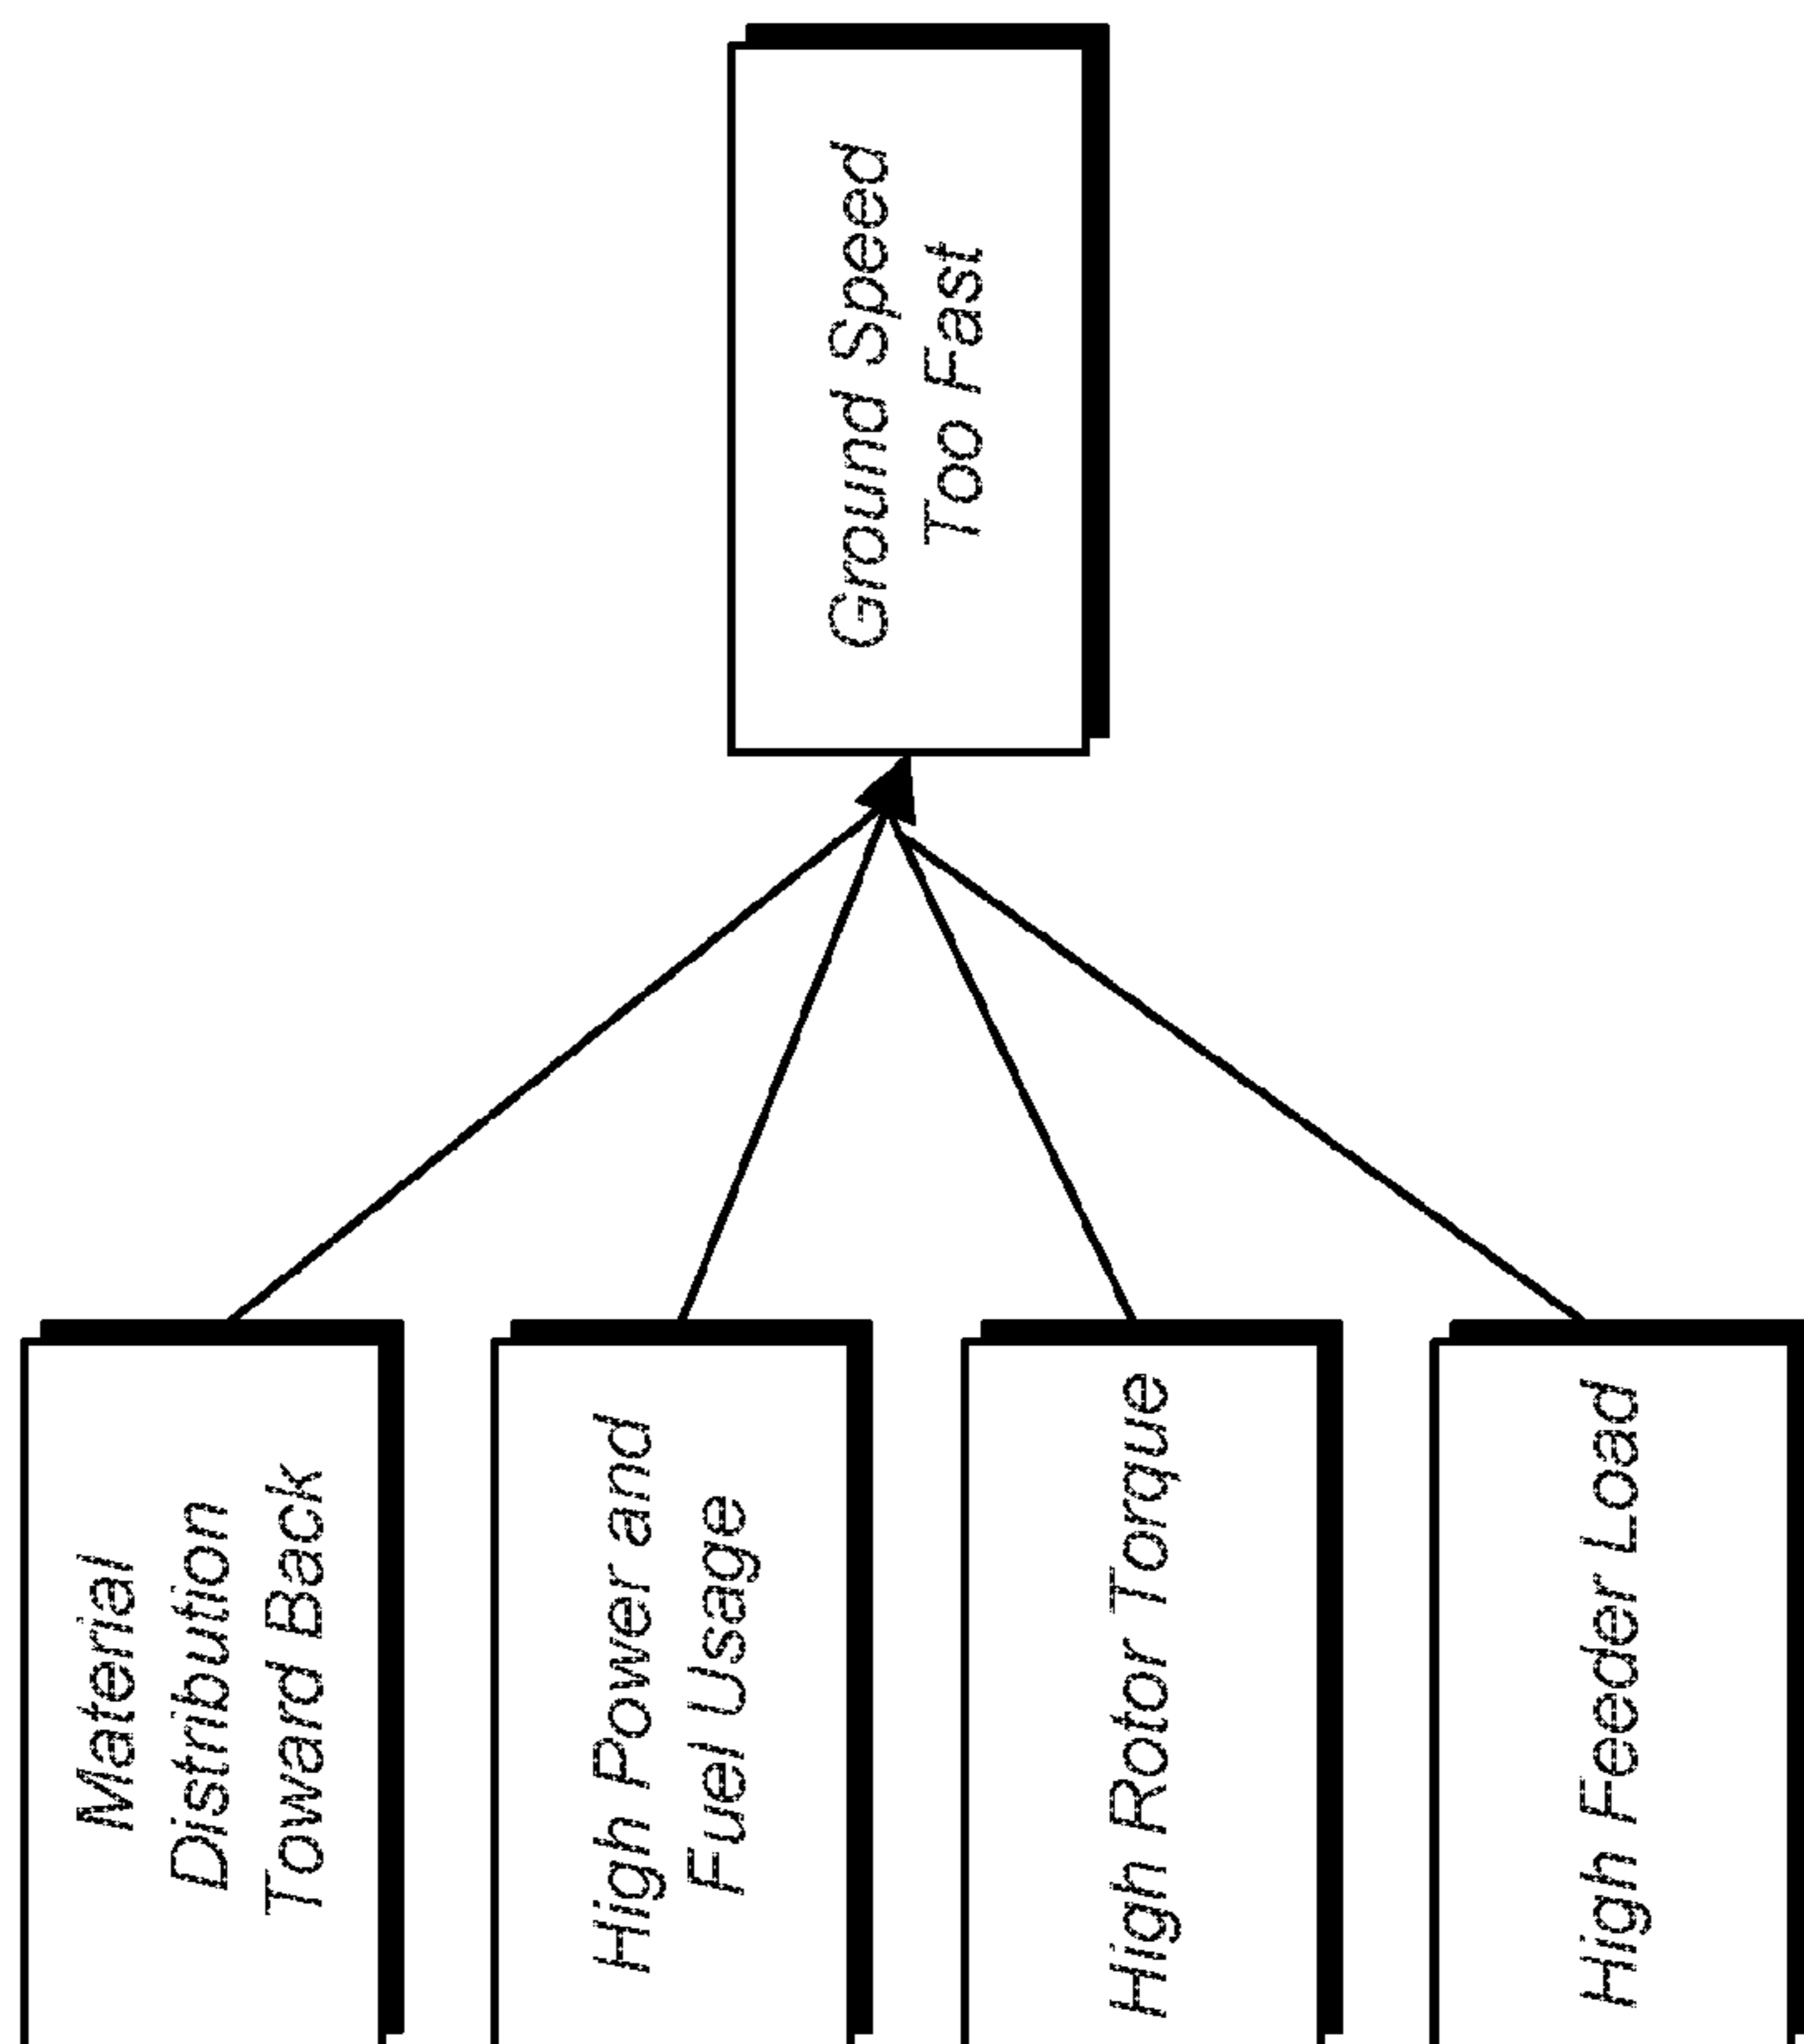 Ground Speed
Too Fast
Material
Distribution
Toward Back
High Power and
Fuel Usage
High Rotor Torque
High Feeder Load